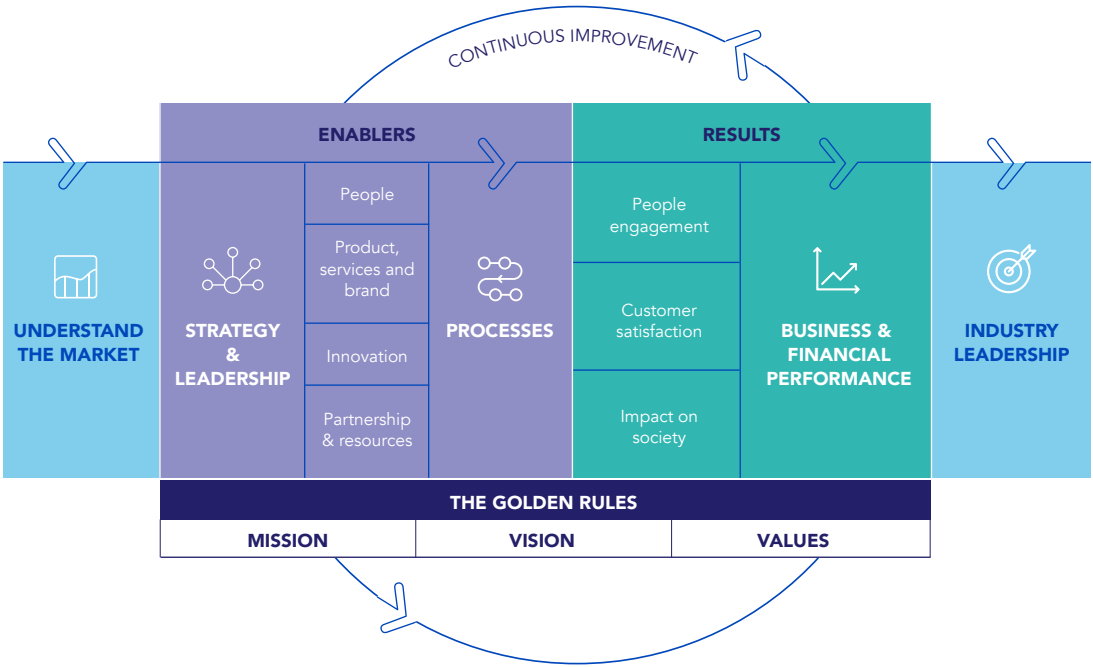 CONTINUOUS IMPROVEMENT
ENABLERS
RESULTS
UNDERSTAND
THE MARKET
STRATEGY
&
LEADERSHIP
People
Product,
services and
brand
Innovation
Partnership
& resources
PROCESSES
People
engagement
Customer
satisfaction
Impact on
society
BUSINESS &
FINANCIAL
PERFORMANCE
INDUSTRY
LEADERSHIP
THE GOLDEN RULES
MISSION
VISION
VALUES